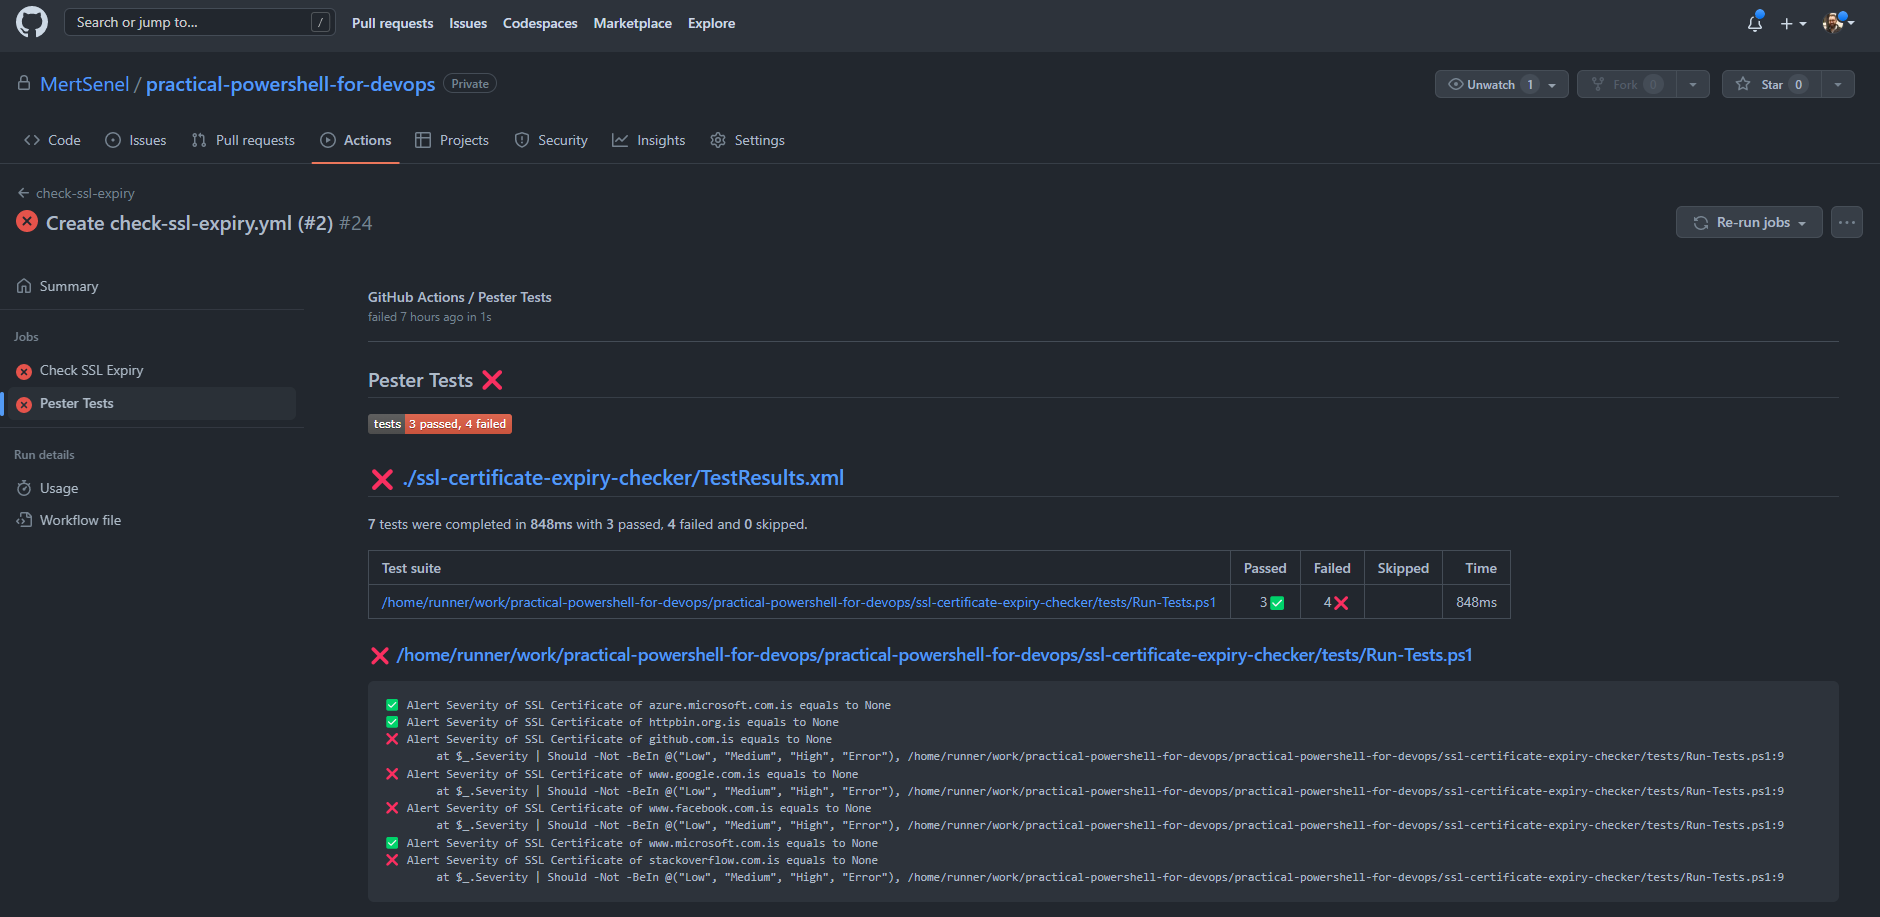 Search or jump to... /
Pull requests Issues Codespaces Marketplace Explore
MertSenel / practical-powershell-for-devops Private
Unwatch 1 Fork 0 Star 0
Code Issues Pull requests Actions Projects Security Insights Settings
check-ssl-expiry
Create check-ssl-expiry.yml (#2) #24
Re-run jobs
Summary
Jobs
Check SSL Expiry
Pester Tests
Run details
Usage
Workflow file
GitHub Actions / Pester Tests
failed 7 hours ago in 1s
Pester Tests
tests 3 passed, 4 failed
./ssl-certificate-expiry-checker/TestResults.xml
7 tests were completed in 848ms with 3 passed, 4 failed and 0 skipped.
Test suite Passed Failed Skipped Time
/home/runner/work/practical-powershell-for-devops/practical-powershell-for-devops/ssl-certificate-expiry-checker/tests/Run-Tests.ps1 3 4 848ms
/home/runner/work/practical-powershell-for-devops/practical-powershell-for-devops/ssl-certificate-expiry-checker/tests/Run-Tests.ps1
Alert Severity of SSL Certificate of azure.microsoft.com.is equals to None
Alert Severity of SSL Certificate of httpbin.org.is equals to None
Alert Severity of SSL Certificate of github.com.is equals to None
at $_.Severity | Should -Not -BeIn @("Low", "Medium", "High", "Error"), /home/runner/work/practical-powershell-for-devops/practical-powershell-for-devops/ssl-certificate-expiry-checker/tests/Run-Tests.ps1:9
Alert Severity of SSL Certificate of www.google.com.is equals to None
at $_.Severity | Should -Not -BeIn @("Low", "Medium", "High", "Error"), /home/runner/work/practical-powershell-for-devops/practical-powershell-for-devops/ssl-certificate-expiry-checker/tests/Run-Tests.ps1:9
Alert Severity of SSL Certificate of www.facebook.com.is equals to None
at $_.Severity | Should -Not -BeIn @("Low", "Medium", "High", "Error"), /home/runner/work/practical-powershell-for-devops/practical-powershell-for-devops/ssl-certificate-expiry-checker/tests/Run-Tests.ps1:9
Alert Severity of SSL Certificate of www.microsoft.com.is equals to None
Alert Severity of SSL Certificate of stackoverflow.com.is equals to None
at $_.Severity | Should -Not -BeIn @("Low", "Medium", "High", "Error"), /home/runner/work/practical-powershell-for-devops/practical-powershell-for-devops/ssl-certificate-expiry-checker/tests/Run-Tests.ps1:9